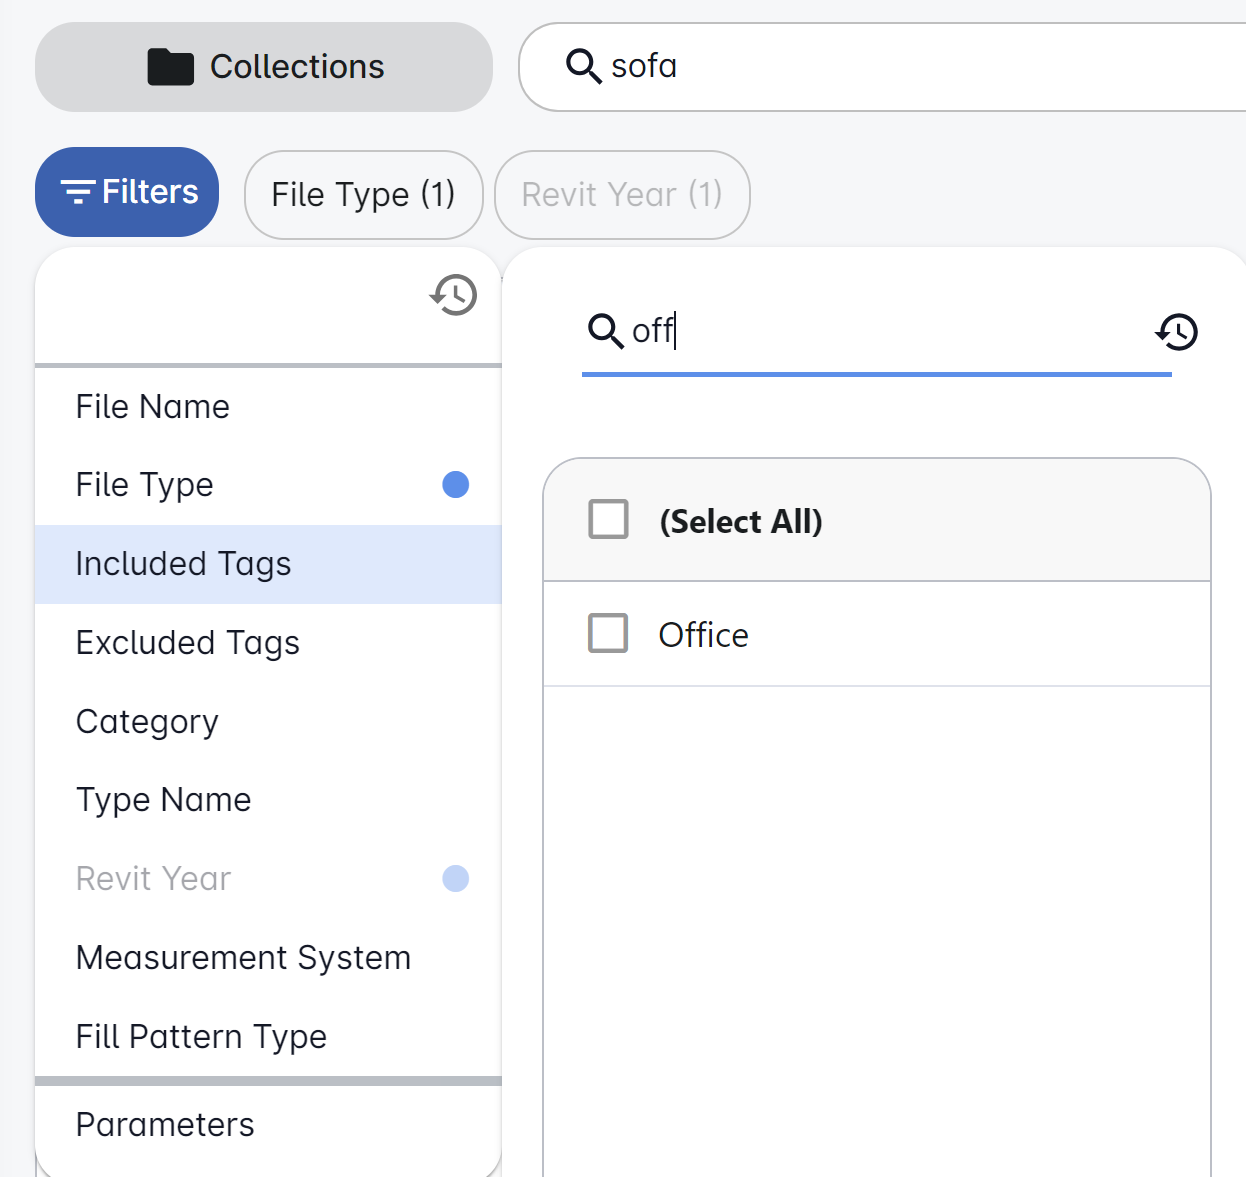 Collections
sofa
Filters
File Type (1)
Revit Year (1)
off
File Name
File Type
Included Tags
Excluded Tags
Category
Type Name
Revit Year
Measurement System
Fill Pattern Type
Parameters
(Select All)
Office